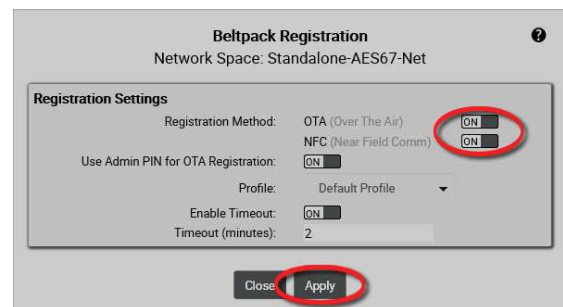 Beltpack Registration
Network Space: Standalone-AES67-Net
Registration Settings
Registration Method: OTA (Over The Air) ON
NFC (Near Field Comm) ON
Use Admin PIN for OTA Registration: ON
Profile: Default Profile
Enable Timeout: ON
Timeout (minutes): 2
Close Apply